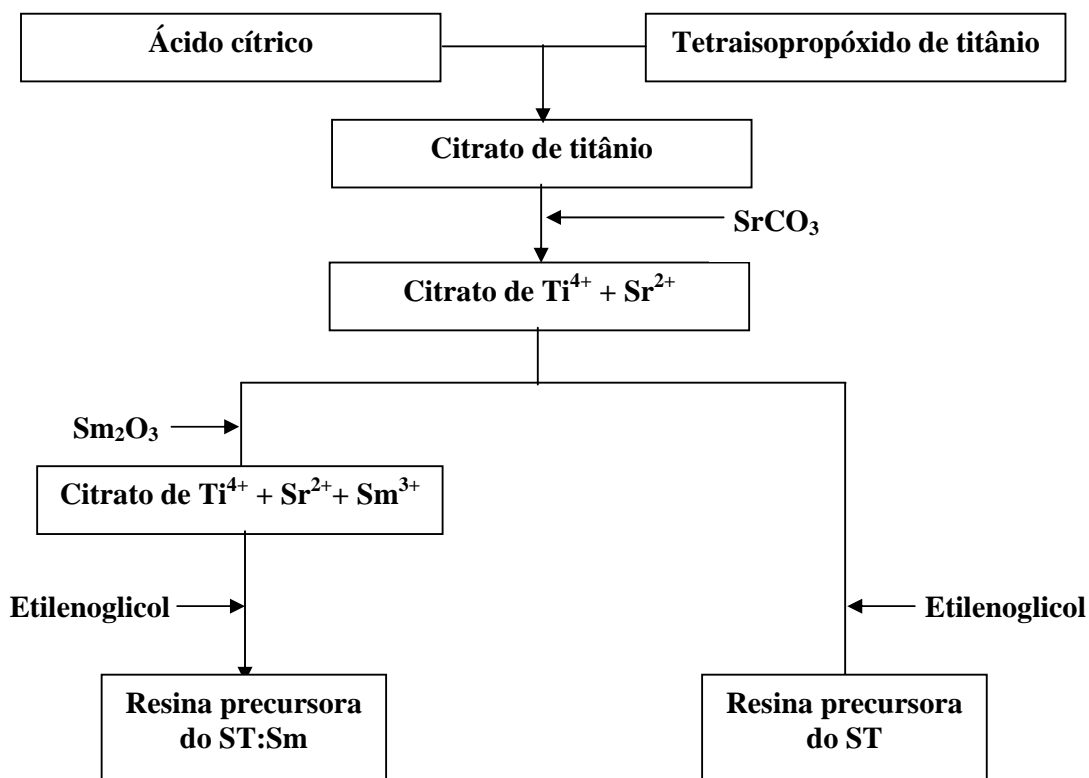 Ácido cítrico
Tetraisopropóxido de titânio
Citrato de titânio
SrCO₃
Citrato de Ti⁴⁺ + Sr²⁺
Sm₂O₃
Citrato de Ti⁴⁺ + Sr²⁺+ Sm³⁺
Etilenoglicol
Etilenoglicol
Resina precursora
do ST:Sm
Resina precursora
do ST